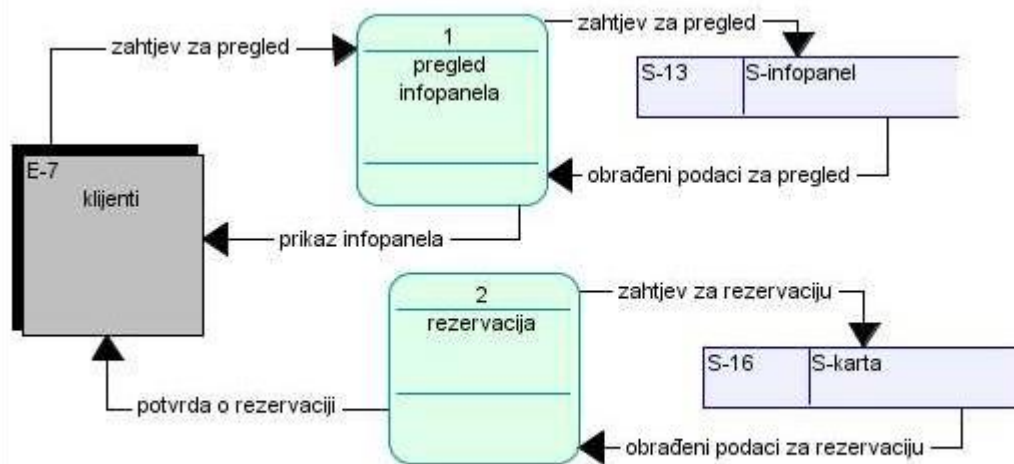 zahtjev za pregled
1
pregled
infopanela
zahtjev za pregled
S-13
S-infopanel
E-7
klijenti
obrađeni podaci za pregled
prikaz infopanela
2
rezervacija
zahtjev za rezervaciju
S-16
S-karta
potvrda o rezervaciji
obrađeni podaci za rezervaciju